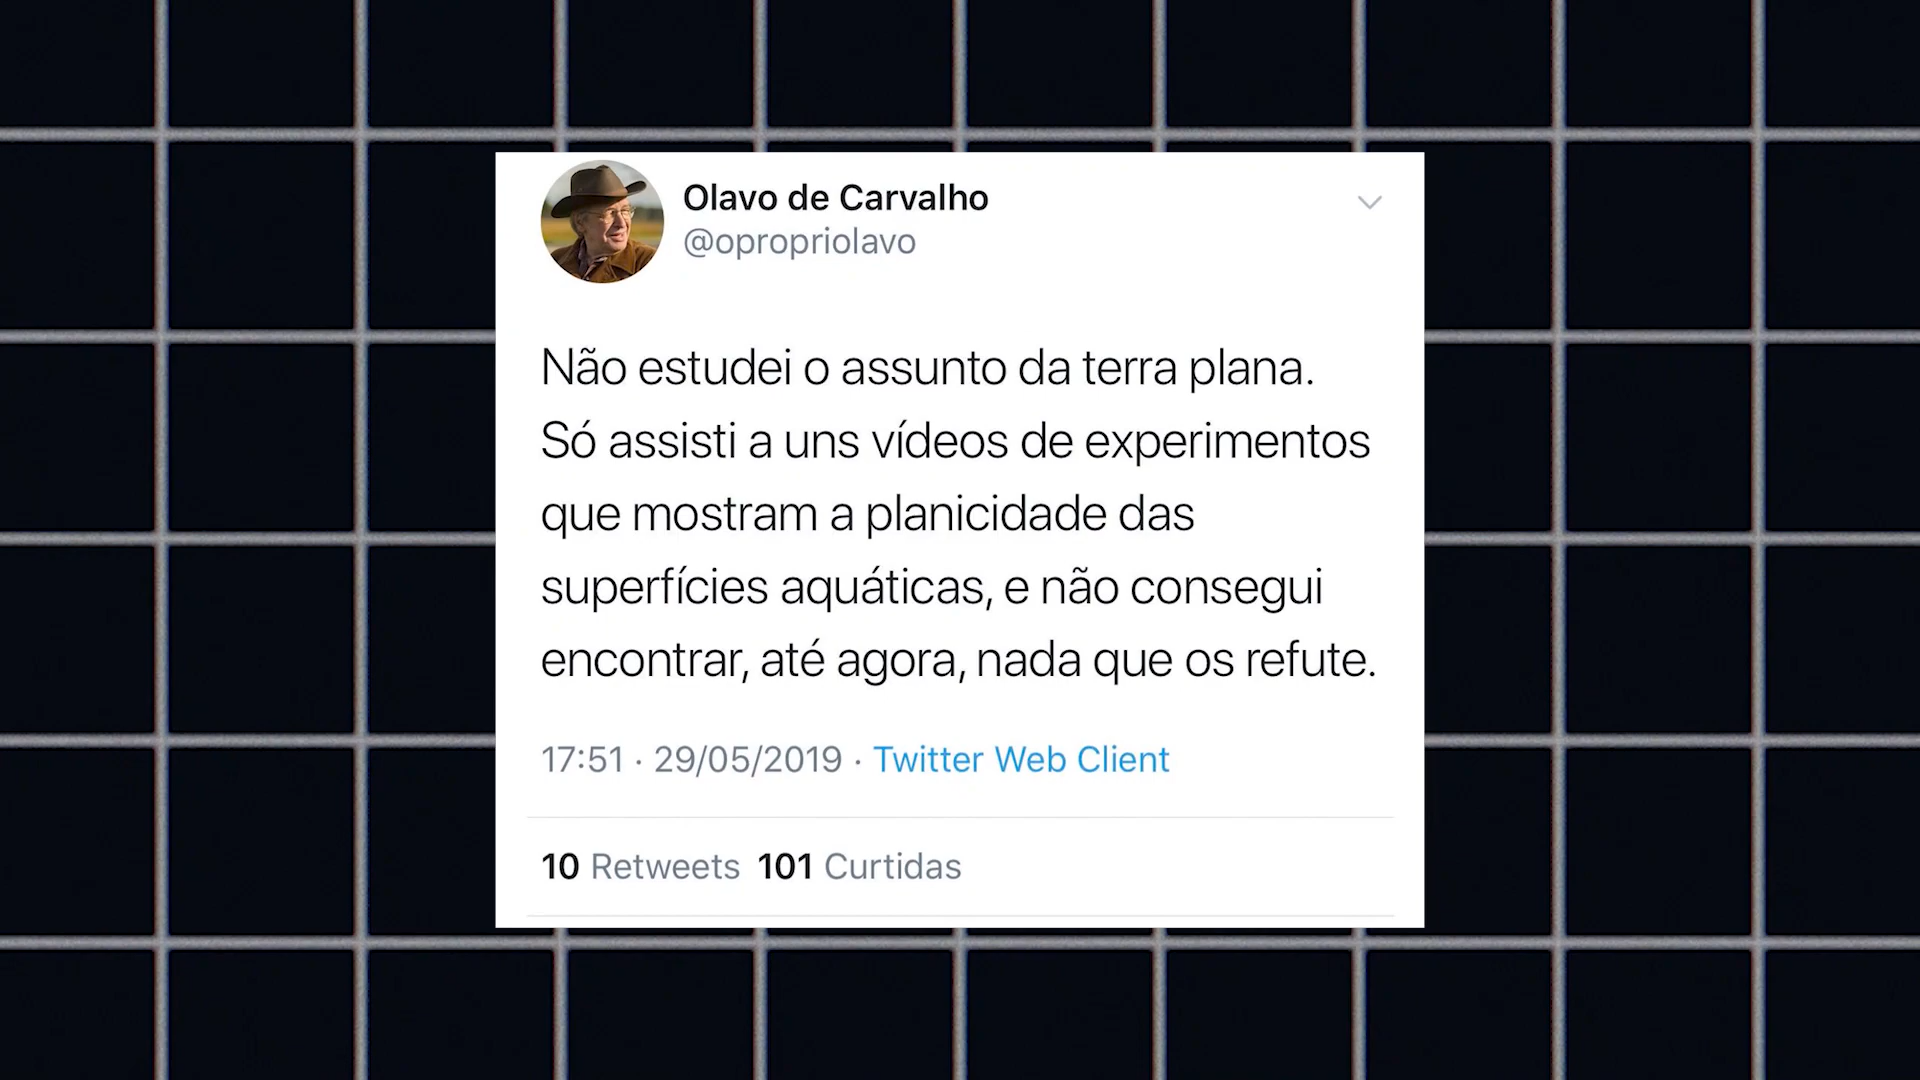 Olavo de Carvalho
@opropriolavo
Não estudei o assunto da terra plana.
Só assisti a uns vídeos de experimentos
que mostram a planicidade das
superfícies aquáticas, e não consegui
encontrar, até agora, nada que os refute.
17:51 · 29/05/2019 · Twitter Web Client
10 Retweets 101 Curtidas